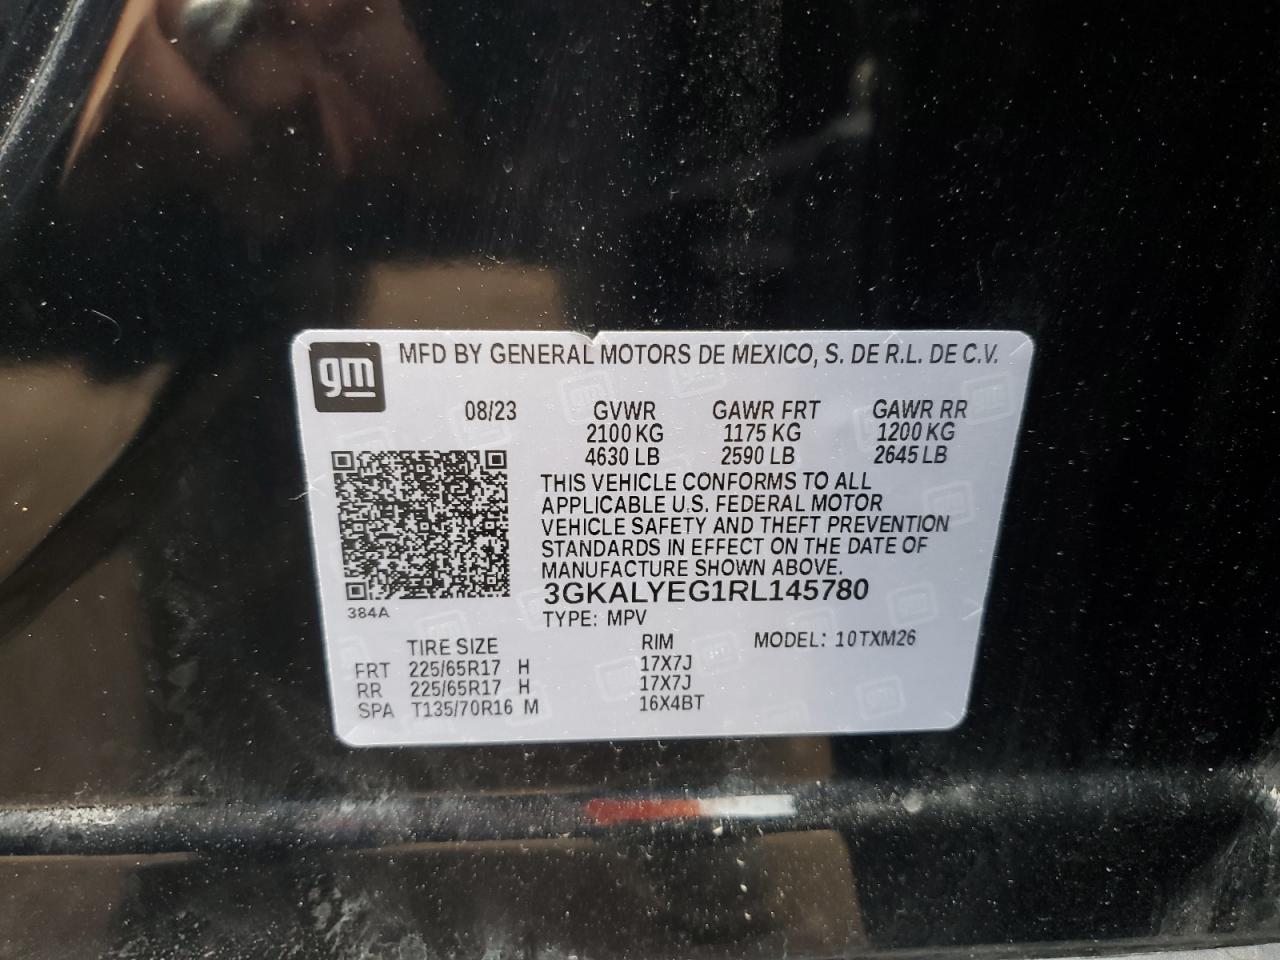 gm MFD BY GENERAL MOTORS DE MEXICO, S. DE R.L. DE C.V.
08/23 GVWR GAWR FRT GAWR RR
2100 KG 1175 KG 1200 KG
4630 LB 2590 LB 2645 LB
THIS VEHICLE CONFORMS TO ALL
APPLICABLE U.S. FEDERAL MOTOR
VEHICLE SAFETY AND THEFT PREVENTION
STANDARDS IN EFFECT ON THE DATE OF
MANUFACTURE SHOWN ABOVE.
3GKALYEG1RL145780
384A
TYPE: MPV
TIRE SIZE RIM MODEL: 10TXM26
FRT 225/65R17 H 17X7J
RR 225/65R17 H 17X7J
SPA T135/70R16 M 16X4BT